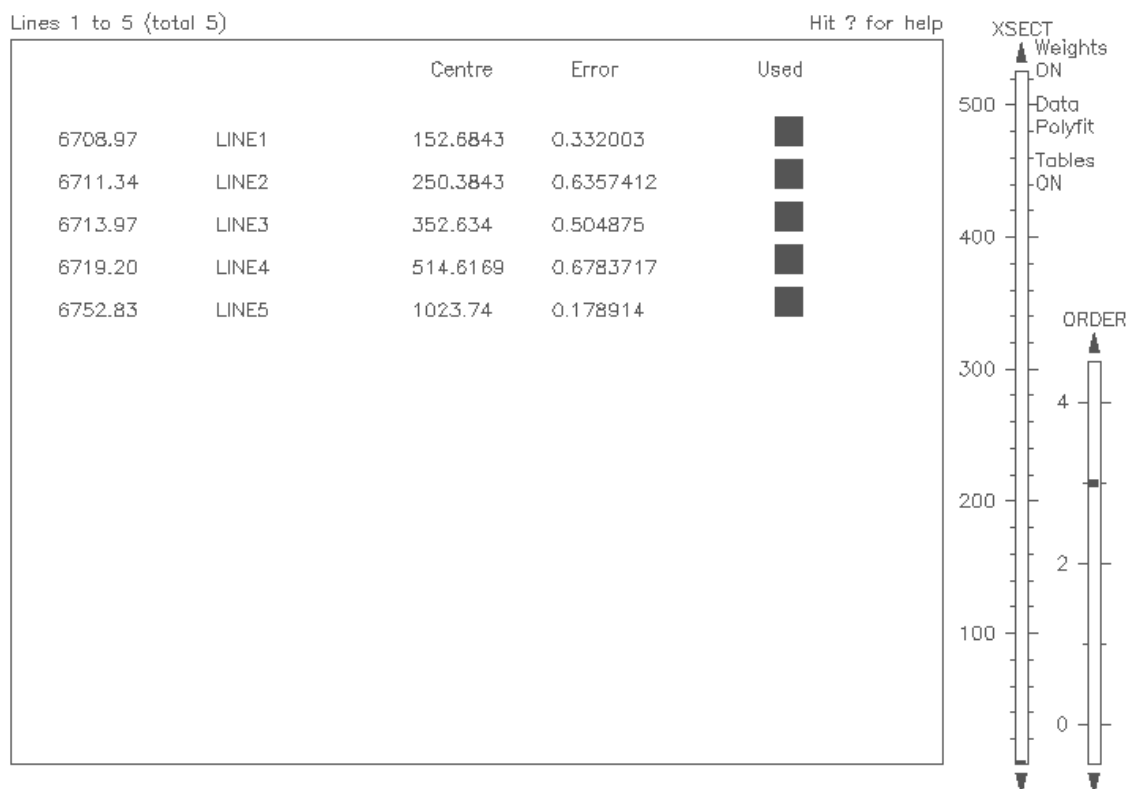 Lines 1 to 5 (total 5) Hit ? for help
Centre Error Used
6708.97 LINE1 152.6843 0.332003
6711.34 LINE2 250.3843 0.6357412
6713.97 LINE3 352.634 0.504875
6719.20 LINE4 514.6169 0.6783717
6752.83 LINE5 1023.74 0.178914
XSECT
Weights
ON
Data
Polyfit
Tables
ON
500
400
300
200
100
ORDER
4
2
0